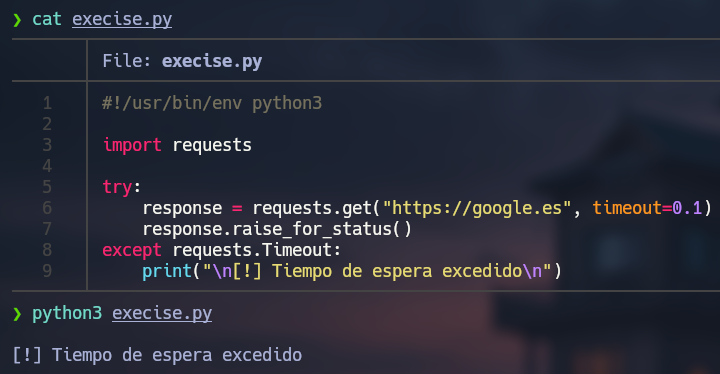 ❯ cat execise.py
File: execise.py
1 #!/usr/bin/env python3
2
3 import requests
4
5 try:
6     response = requests.get("https://google.es", timeout=0.1)
7     response.raise_for_status()
8 except requests.Timeout:
9     print("\n[!] Tiempo de espera excedido\n")
❯ python3 execise.py
[!] Tiempo de espera excedido